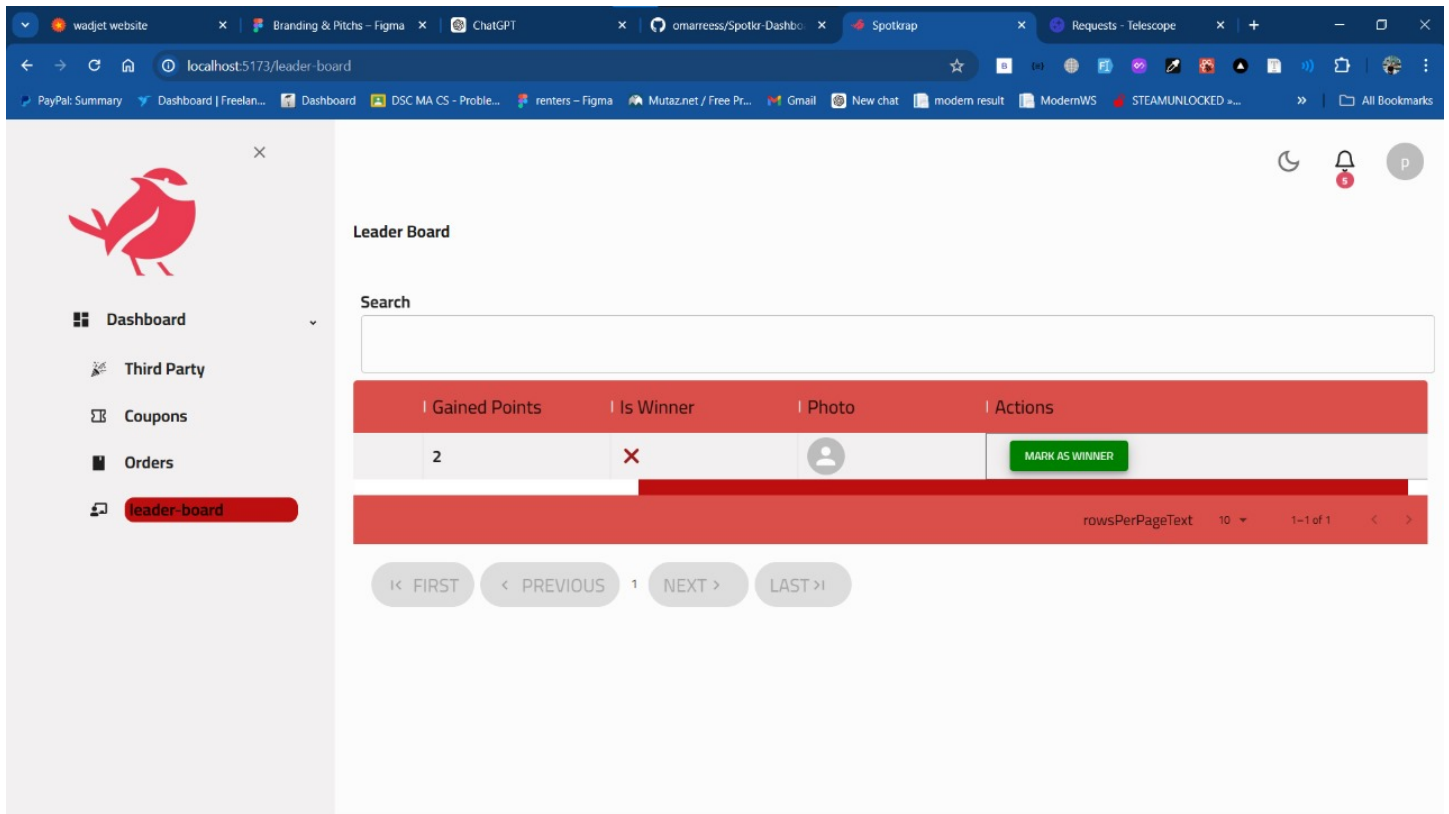 wadjet website
Branding & Pitchs – Figma
ChatGPT
omarreess/Spotkr-Dashbo
Spotkrap
Requests - Telescope
localhost:5173/leader-board
PayPal: Summary
Dashboard | Freelan...
Dashboard
DSC MA CS - Proble...
renters – Figma
Mutaz.net / Free Pr...
Gmail
New chat
modern result
ModernWS
STEAMUNLOCKED »...
»
All Bookmarks
p
5
Leader Board
Search
Dashboard
Third Party
Coupons
Orders
leader-board
Gained Points
Is Winner
Photo
Actions
2
MARK AS WINNER
rowsPerPageText
10
1–1 of 1
FIRST
PREVIOUS
1
NEXT
LAST